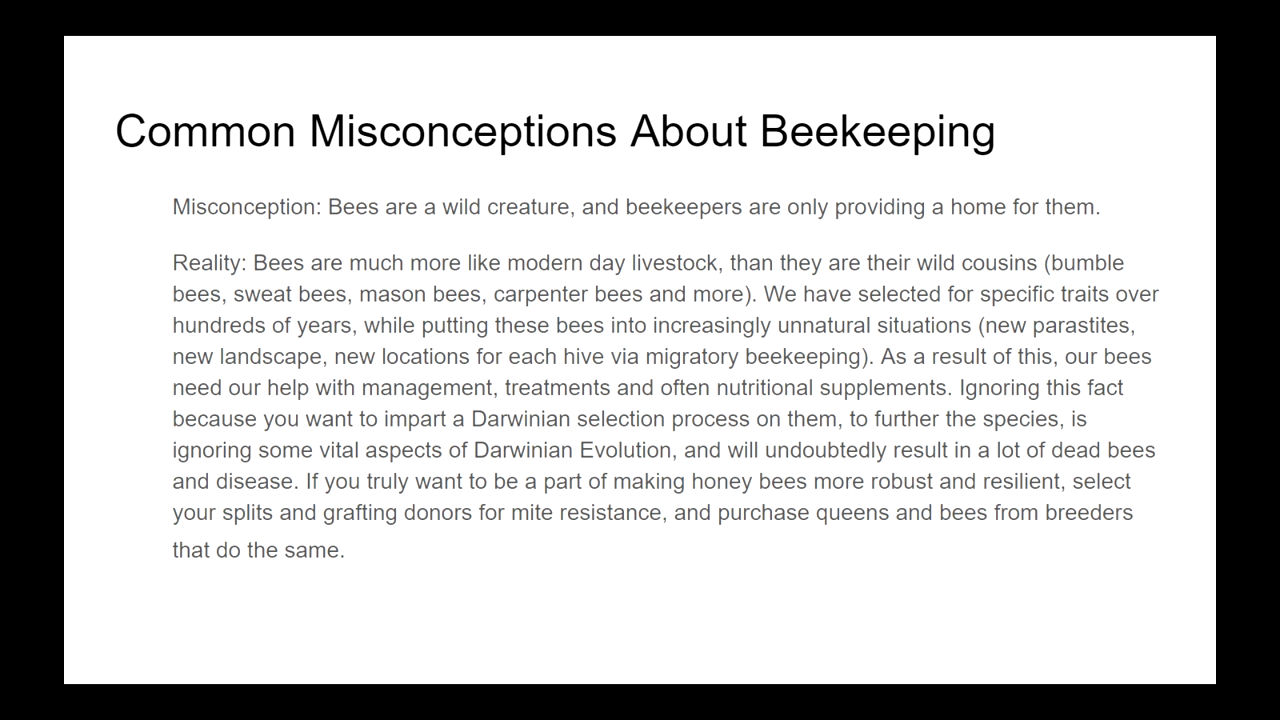 Common Misconceptions About Beekeeping
Misconception: Bees are a wild creature, and beekeepers are only providing a home for them.
Reality: Bees are much more like modern day livestock, than they are their wild cousins (bumble
bees, sweat bees, mason bees, carpenter bees and more). We have selected for specific traits over
hundreds of years, while putting these bees into increasingly unnatural situations (new parastites,
new landscape, new locations for each hive via migratory beekeeping). As a result of this, our bees
need our help with management, treatments and often nutritional supplements. Ignoring this fact
because you want to impart a Darwinian selection process on them, to further the species, is
ignoring some vital aspects of Darwinian Evolution, and will undoubtedly result in a lot of dead bees
and disease. If you truly want to be a part of making honey bees more robust and resilient, select
your splits and grafting donors for mite resistance, and purchase queens and bees from breeders
that do the same.